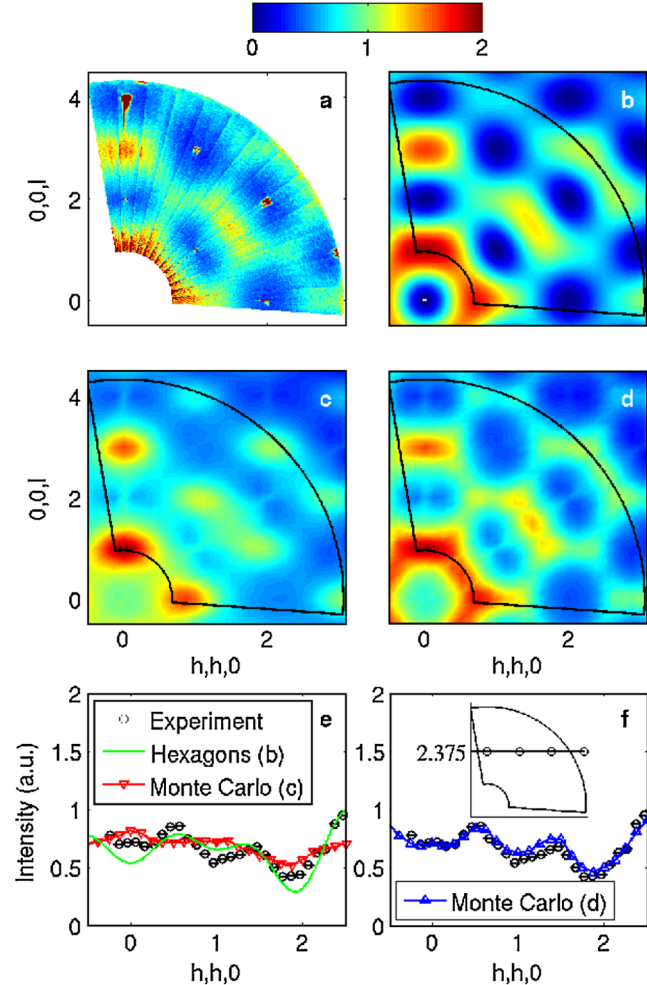 0 1 2
a
b
4
2
0
0,0,l
c
d
4
2
0
0,0,l
0 2
0 2
h,h,0 h,h,0
2
1.5
1
0.5
0
Intensity (a.u.)
e
Experiment
Hexagons (b)
Monte Carlo (c)
0 1 2
h,h,0
2
1.5
1
0.5
0
f
2.375
Monte Carlo (d)
0 1 2
h,h,0